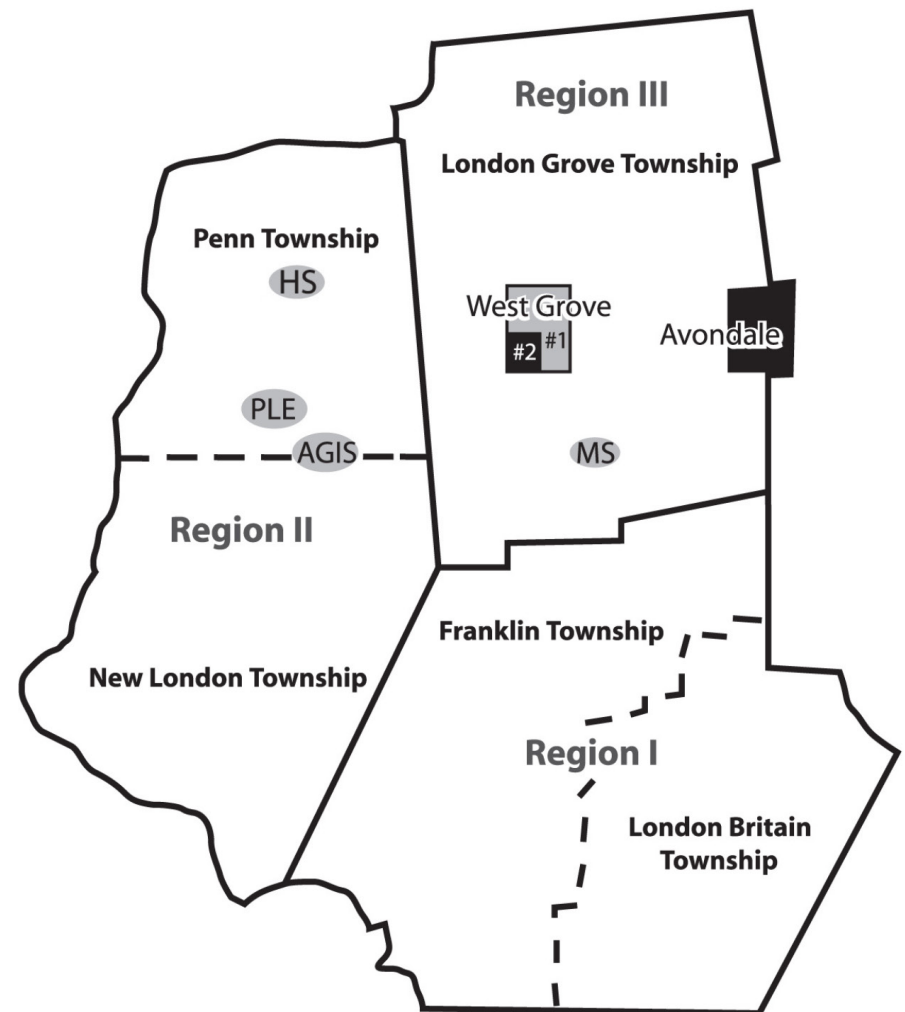 Region III
London Grove Township
Penn Township
HS
West Grove
#1
#2
Avondale
PLE
AGIS
MS
Region II
New London Township
Franklin Township
Region I
London Britain
Township